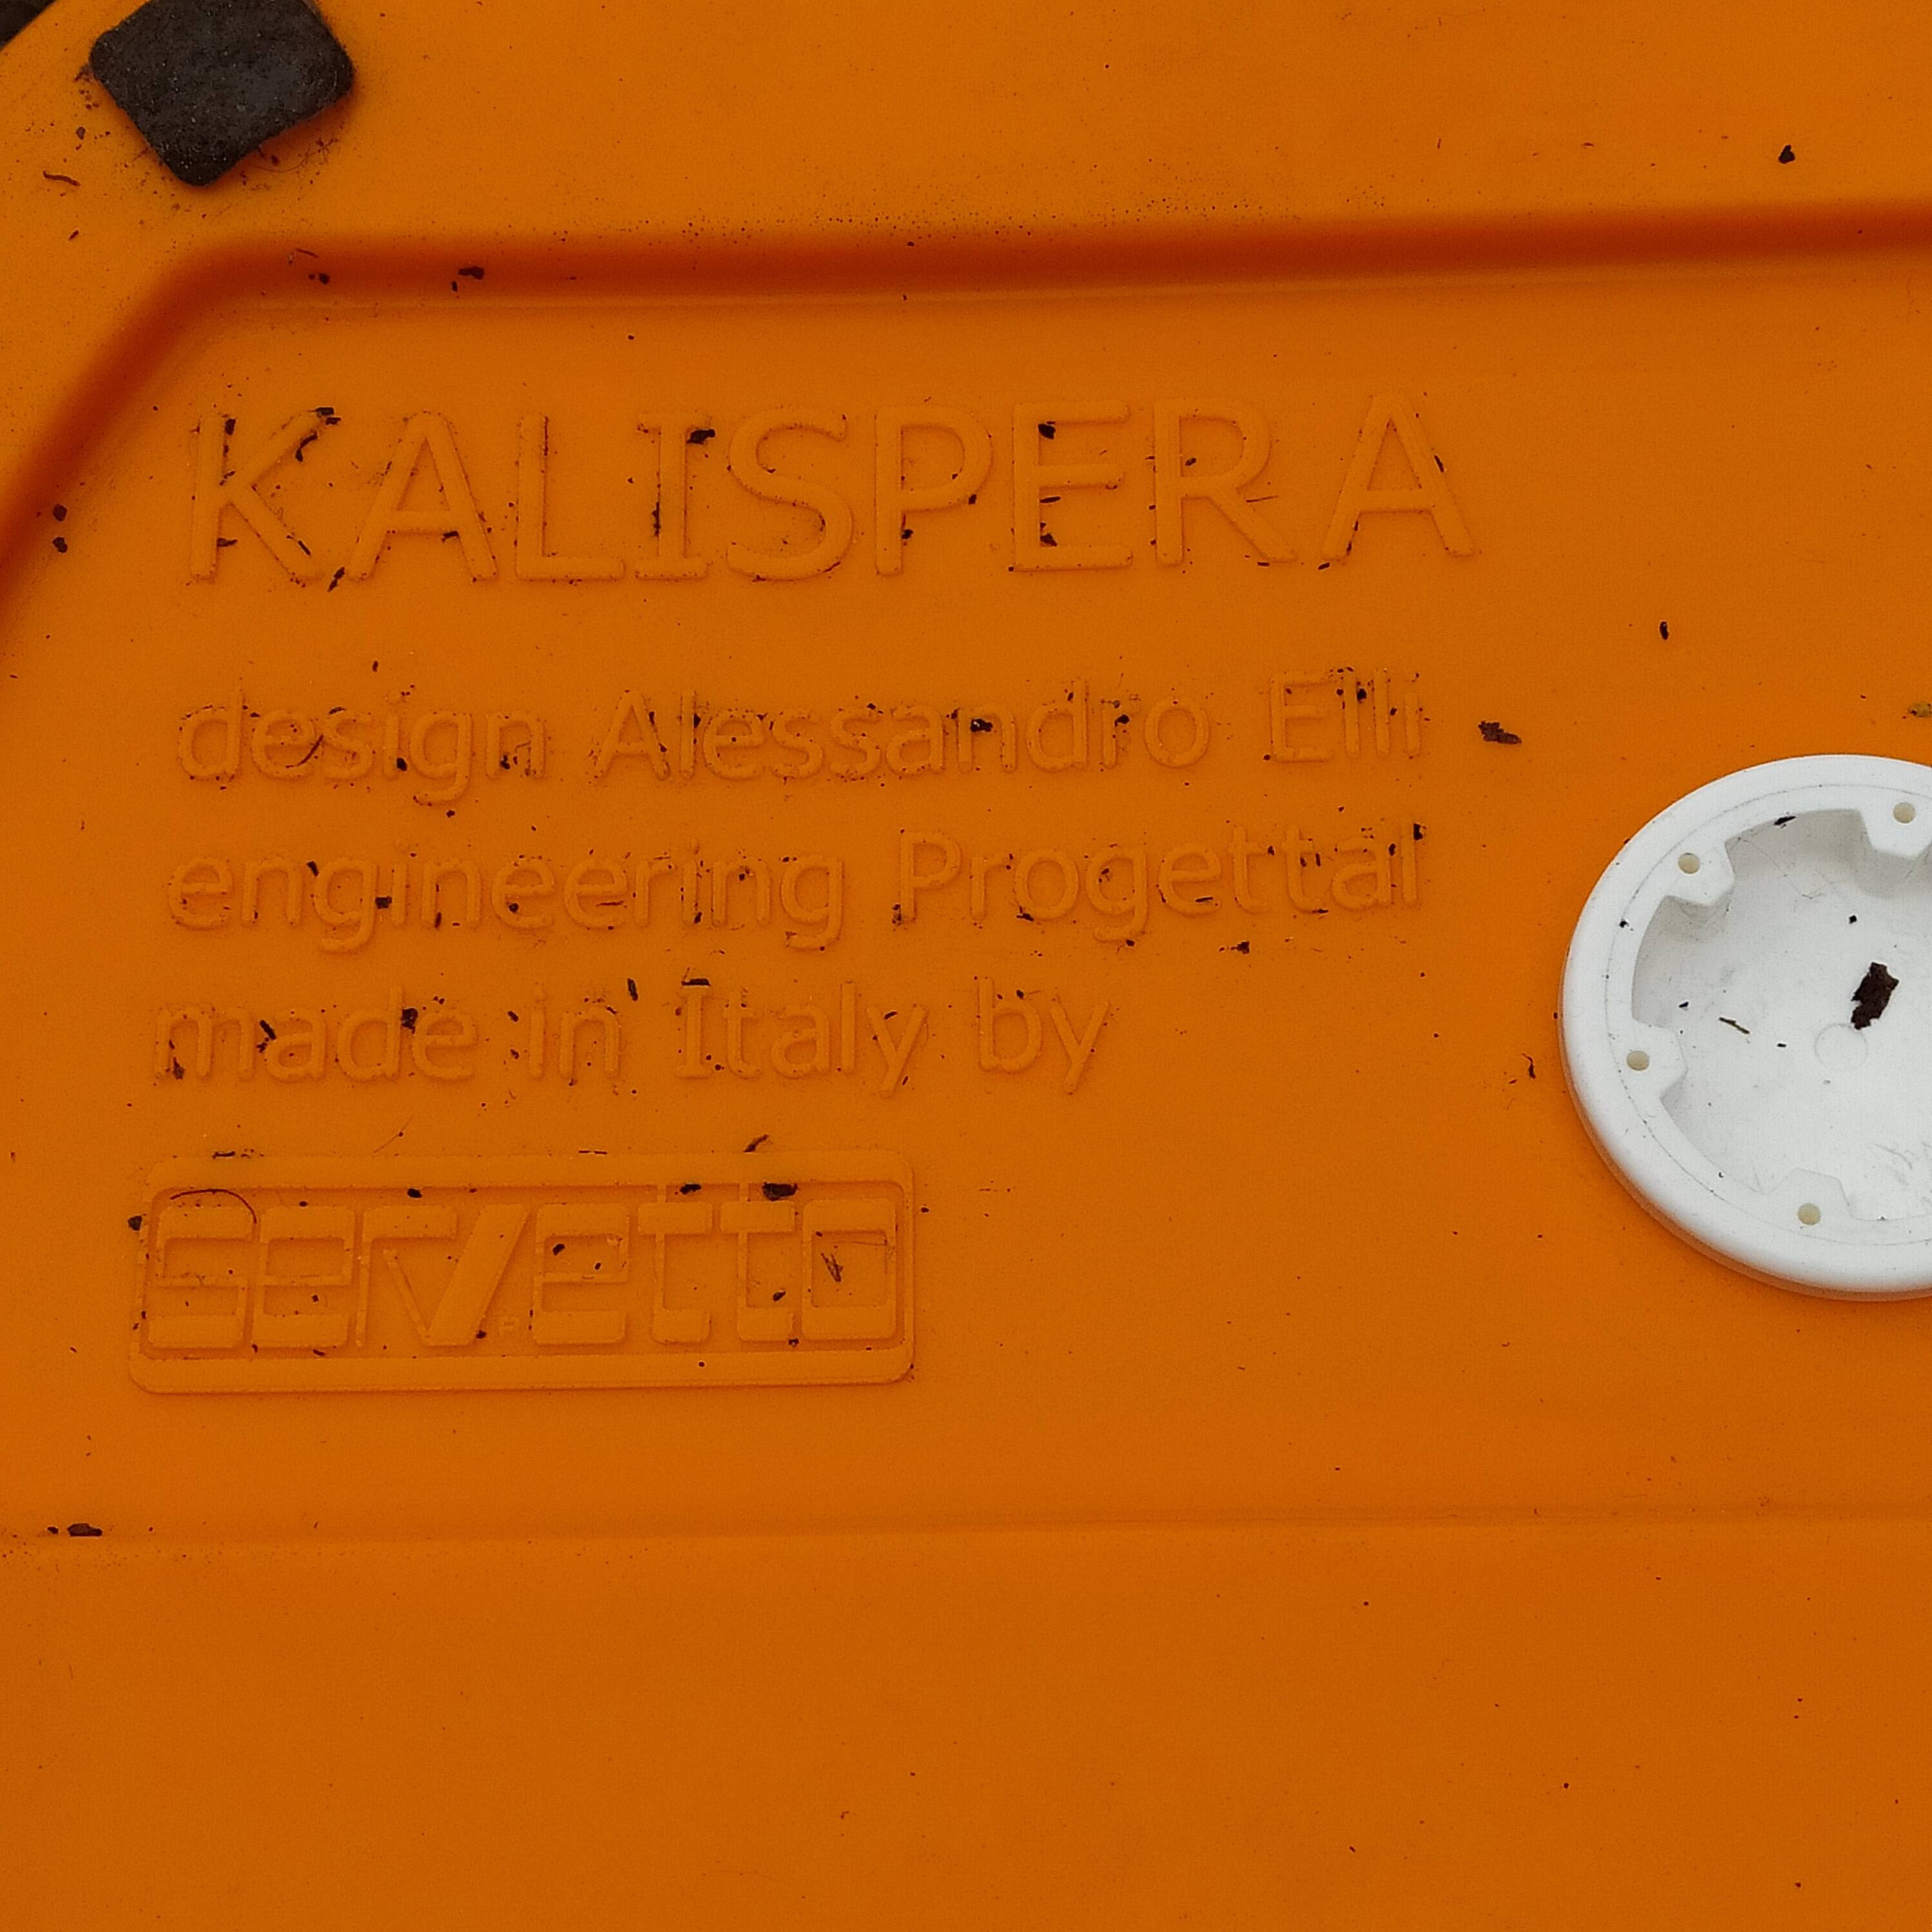 KALISPERA
design Alessandro Elli
engineering Progettal
made in Italy by
servetto